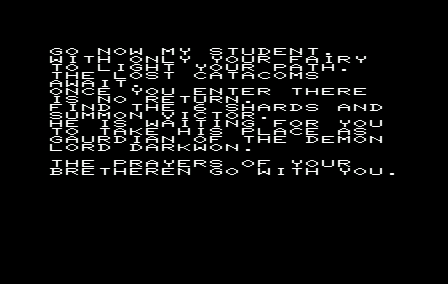 GO NOW MY STUDENT.
WITH ONLY YOUR FAIRY
TO LIGHT YOUR PATH.
THE LOST CATACOMS
AWAIT.
ONCE YOU ENTER THERE
IS NO RETURN.
FIND THE 6 SHARDS AND
SUMMON VICTOR.
HE IS WAITING FOR YOU
TO TAKE HIS PLACE AS
GAURDIAN OF THE DEMON
LORD DARKWON.
THE PRAYERS OF YOUR
BRETHEREN GO WITH YOU.